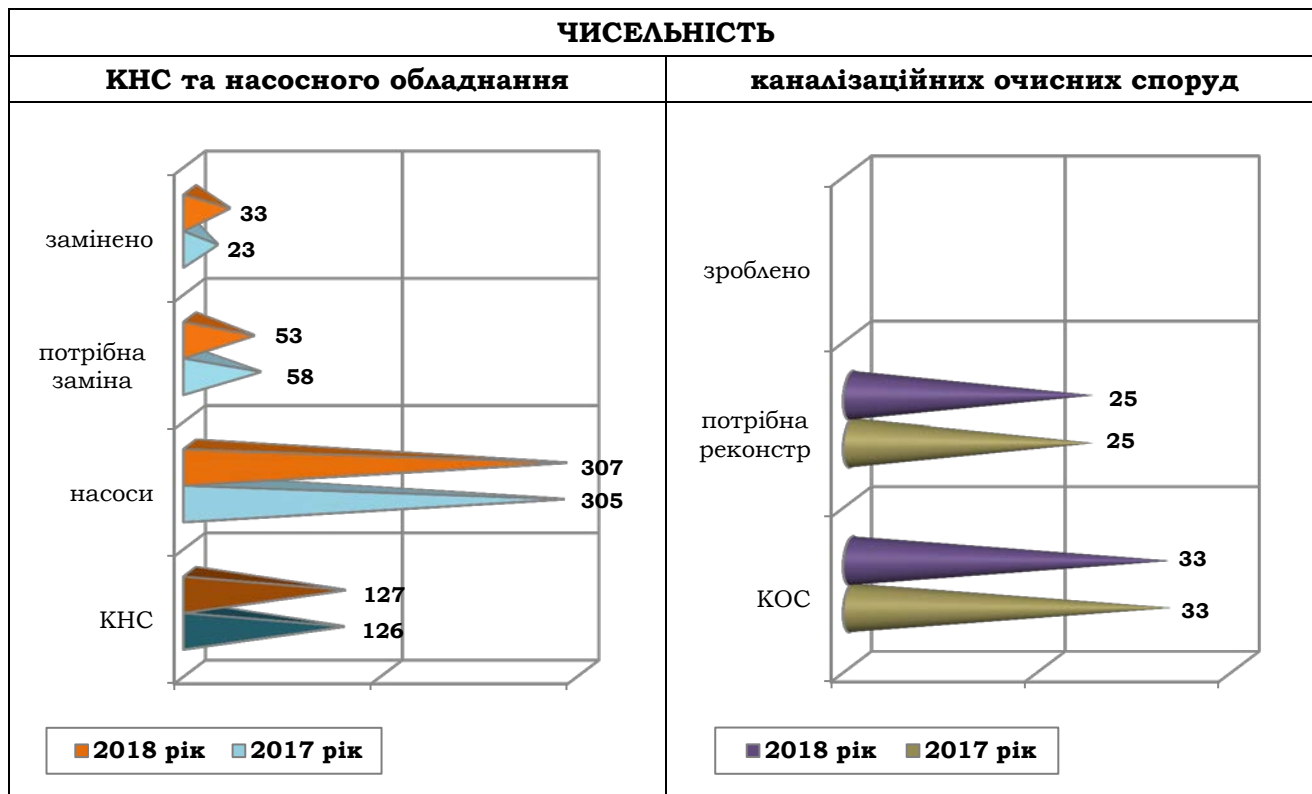 ЧИСЕЛЬНІСТЬ
КНС та насосного обладнання
каналізаційних очисних споруд
замінено
33
23
потрібна
заміна
53
58
насоси
307
305
КНС
127
126
2018 рік 2017 рік
зроблено
потрібна
реконстр
25
25
КОС
33
33
2018 рік 2017 рік